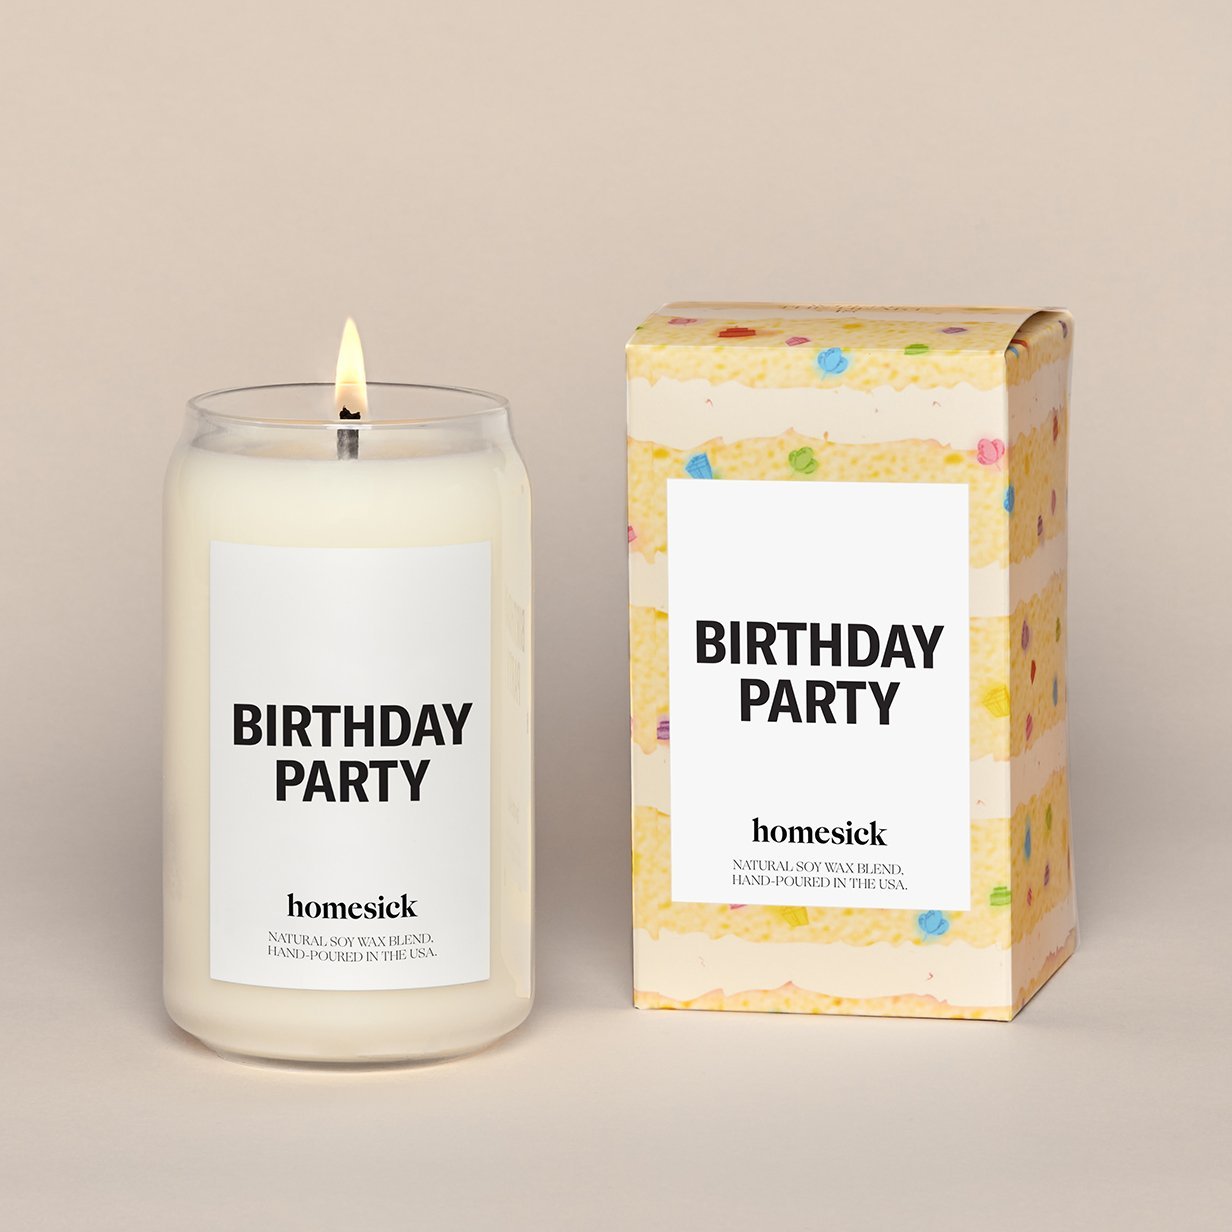 BIRTHDAY
PARTY
homesick
NATURAL SOY WAX BLEND.
HAND-POURED IN THE USA.
BIRTHDAY
PARTY
homesick
NATURAL SOY WAX BLEND.
HAND-POURED IN THE USA.